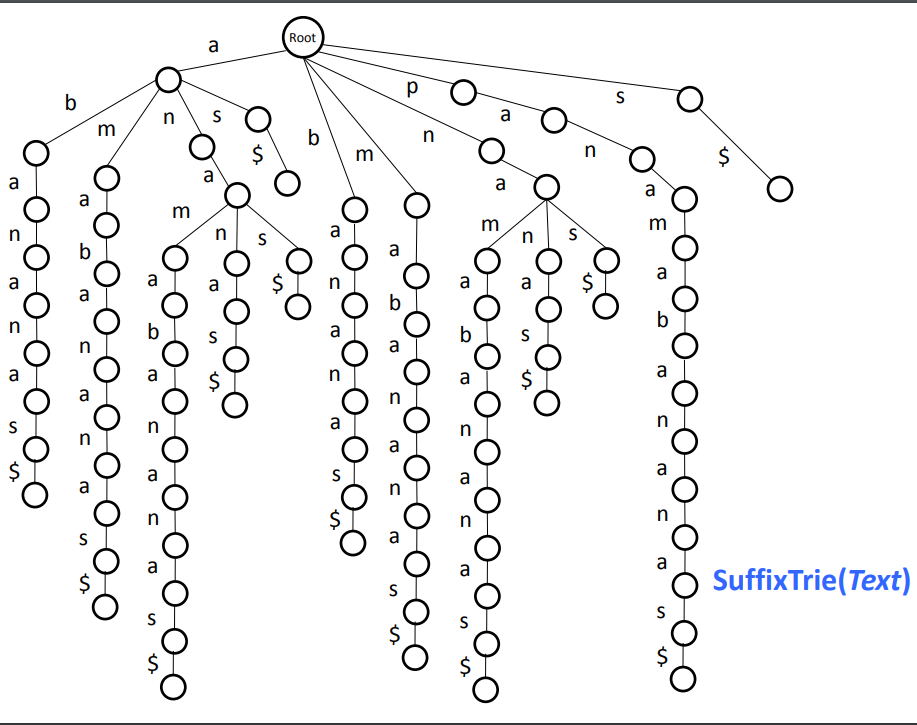 Root
a
p
s
b
n s a
m b n
$ m n $
a a a a
a m
n n s a m n s m
b a
a a a $ n a a $ a
a b
n b s a b s b
n a
a a $ n a $ a
a n
s n a n n
n a
$ a s a a
a n
n $ n n
s a
a a a
$ s SuffixTrie(Text)
s s s
$
$ $ $